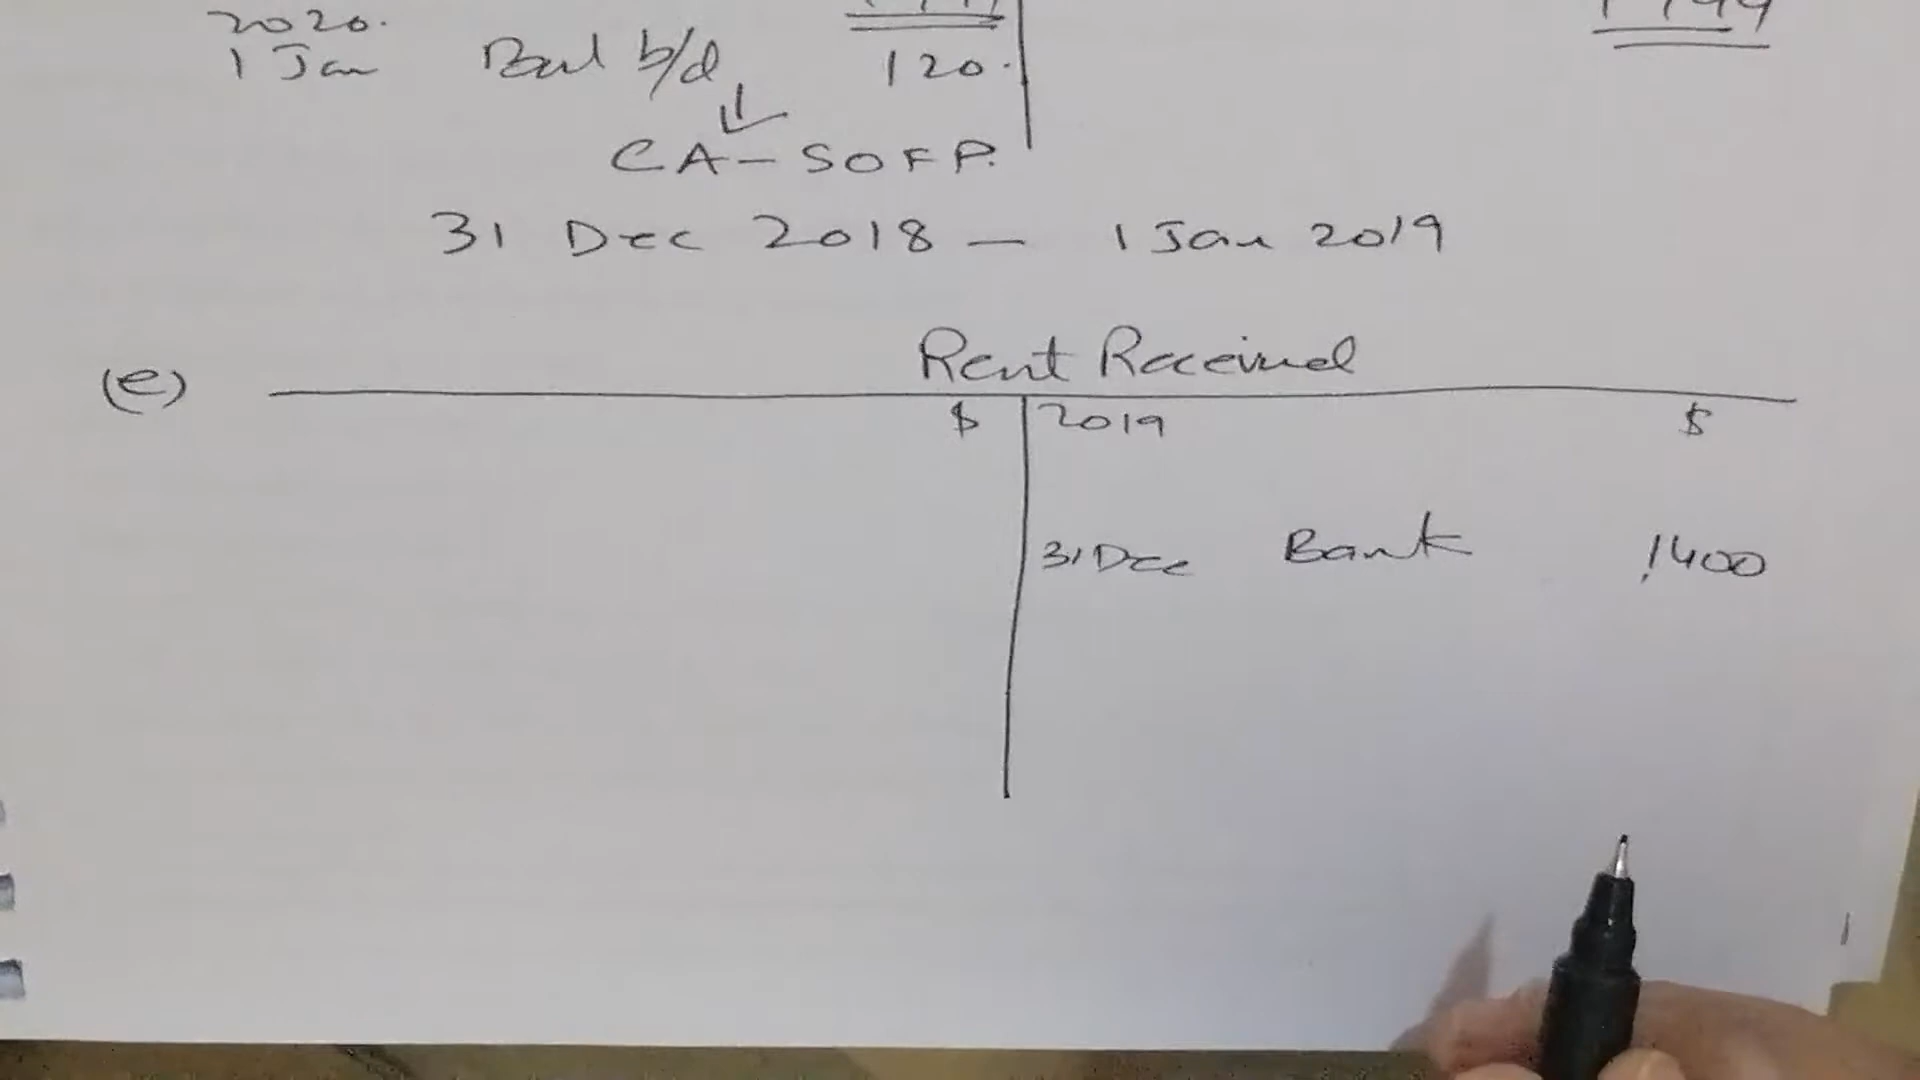 2020.
1 Jan Bal b/d 120.
CA - SOFP.
31 Dec 2018 - 1 Jan 2019
(e) Rent Received
$ 2019 $
31 Dec Bank 1400